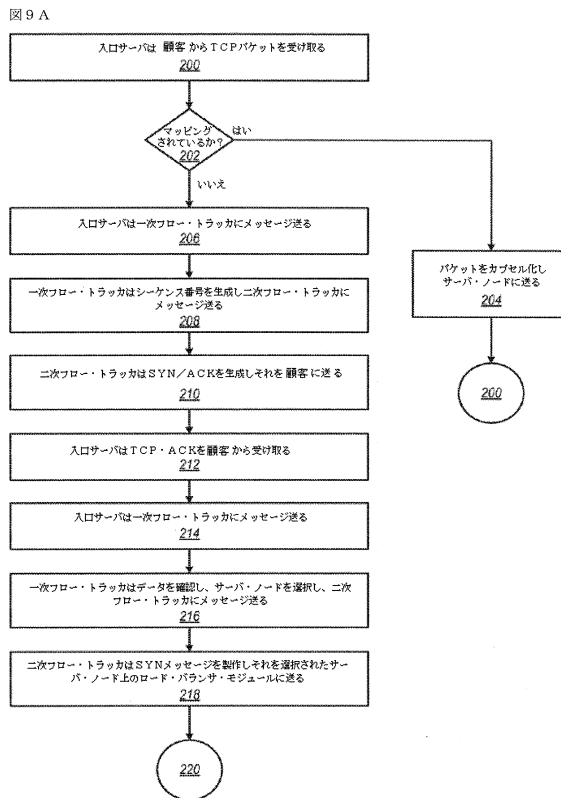 図９Ａ
入口サーバは 顧客 からＴＣＰパケットを受け取る
200
マッピング
されているか？
202
はい
いいえ
入口サーバは一次フロー・トラッカにメッセージ送る
206
パケットをカプセル化し
サーバ・ノードに送る
204
一次フロー・トラッカはシーケンス番号を生成し二次フロー・トラッカに
メッセージ送る
208
200
二次フロー・トラッカはＳＹＮ／ＡＣＫを生成しそれを 顧客 に送る
210
入口サーバはＴＣＰ・ＡＣＫを顧客 から受け取る
212
入口サーバは一次フロー・トラッカにメッセージ送る
214
一次フロー・トラッカはデータを確認し、サーバ・ノードを選択し、二次
フロー・トラッカにメッセージ送る
216
二次フロー・トラッカはＳＹＮメッセージを製作しそれを選択されたサー
バ・ノード上のロード・バランサ・モジュールに送る
218
220